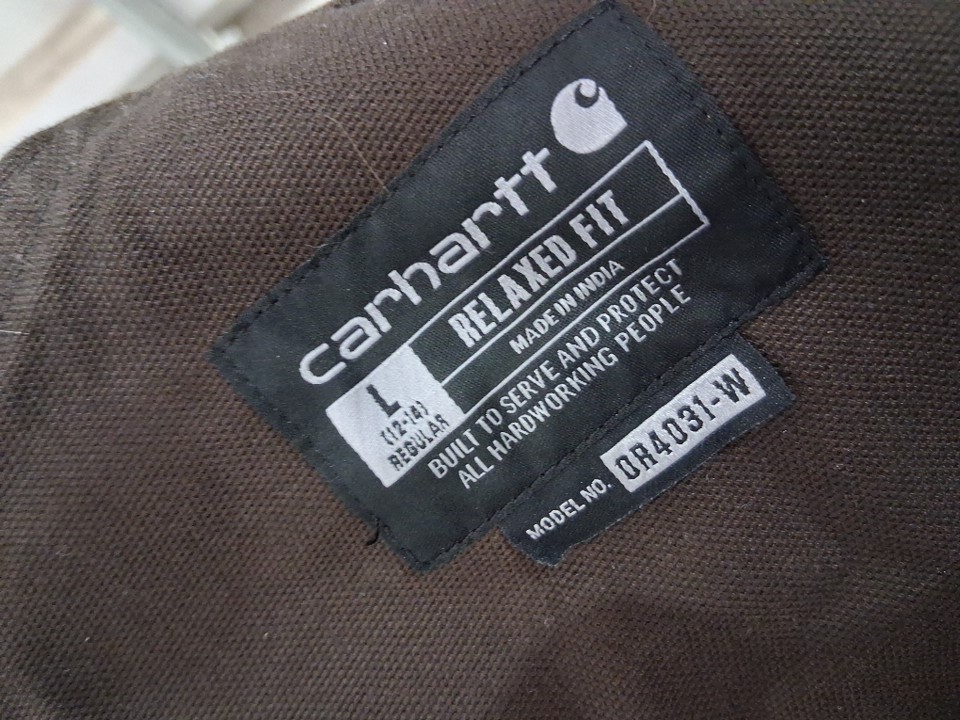 carhartt
RELAXED FIT
L
(12-14)
REGULAR
MADE IN INDIA
BUILT TO SERVE AND PROTECT
ALL HARDWORKING PEOPLE
MODEL NO. OR4031-W